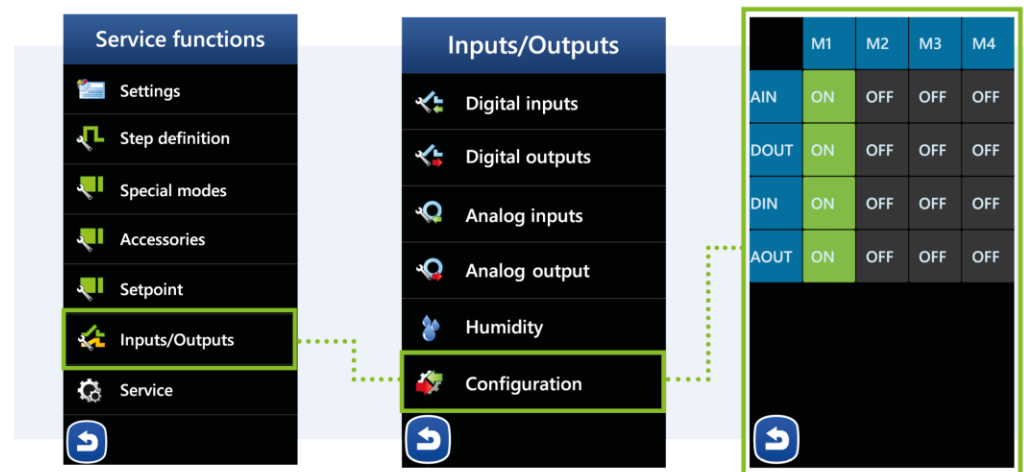 Service functions
Settings
Step definition
Special modes
Accessories
Setpoint
Inputs/Outputs
Service
Inputs/Outputs
Digital inputs
Digital outputs
Analog inputs
Analog output
Humidity
Configuration
M1 M2 M3 M4
AIN ON OFF OFF OFF
DOUT ON OFF OFF OFF
DIN ON OFF OFF OFF
AOUT ON OFF OFF OFF